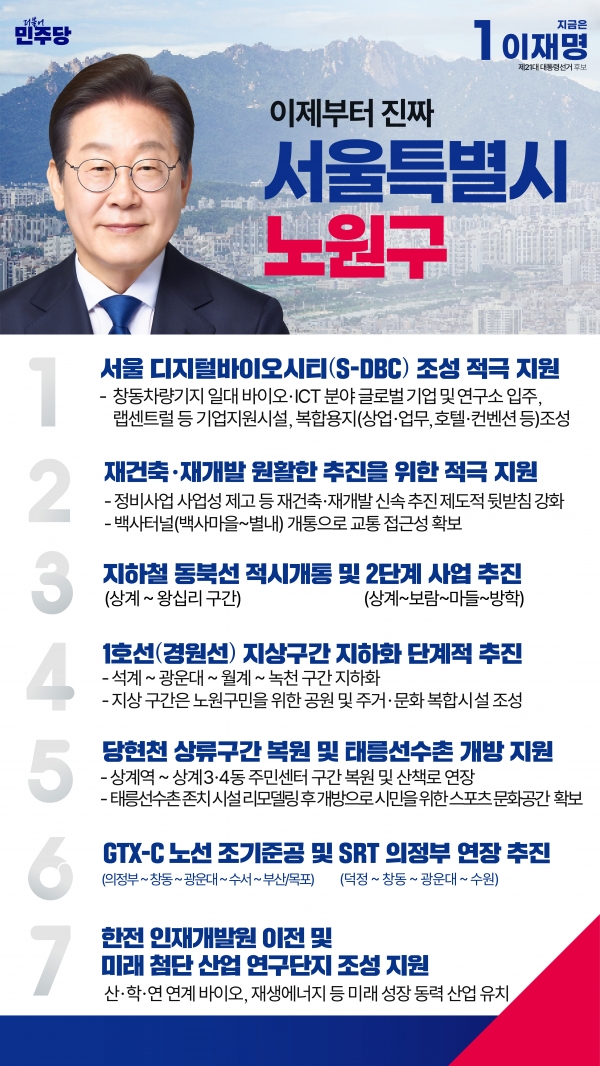 더불어
민주당
지금은
1 이재명
제21대 대통령선거 후보
이제부터 진짜
서울특별시
노원구
1
서울 디지털바이오시티(S-DBC) 조성 적극 지원
- 창동차량기지 일대 바이오·ICT 분야 글로벌 기업 및 연구소 입주,
랩센트럴 등 기업지원시설, 복합용지(상업·업무, 호텔·컨벤션 등)조성
2
재건축·재개발 원활한 추진을 위한 적극 지원
- 정비사업 사업성 제고 등 재건축·재개발 신속 추진 제도적 뒷받침 강화
- 백사터널(백사마을~별내) 개통으로 교통 접근성 확보
3
지하철 동북선 적시개통 및 2단계 사업 추진
(상계 ~ 왕십리 구간) (상계~보람~마들~방학)
4
1호선(경원선) 지상구간 지하화 단계적 추진
- 석계 ~ 광운대 ~ 월계 ~ 녹천 구간 지하화
- 지상 구간은 노원구민을 위한 공원 및 주거·문화 복합시설 조성
5
당현천 상류구간 복원 및 태릉선수촌 개방 지원
- 상계역 ~ 상계3·4동 주민센터 구간 복원 및 산책로 연장
- 태릉선수촌 존치 시설 리모델링 후 개방으로 시민을 위한 스포츠 문화공간 확보
6
GTX-C 노선 조기준공 및 SRT 의정부 연장 추진
(의정부 ~ 창동 ~ 광운대 ~ 수서 ~ 부산/목포) (덕정 ~ 창동 ~ 광운대 ~ 수원)
7
한전 인재개발원 이전 및
미래 첨단 산업 연구단지 조성 지원
산·학·연 연계 바이오, 재생에너지 등 미래 성장 동력 산업 유치